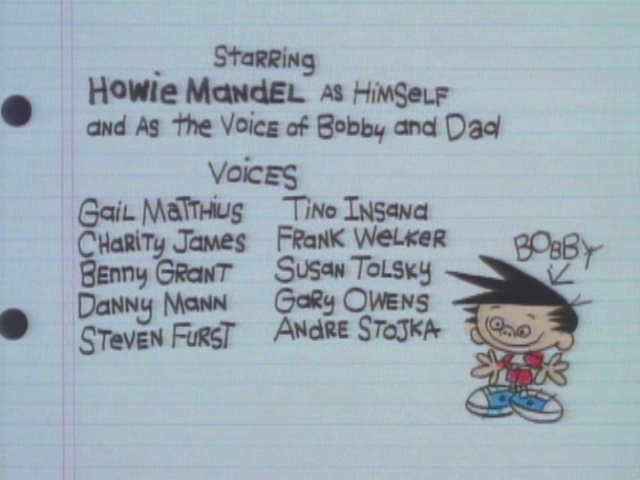 Starring
Howie Mandel as Himself
and as the Voice of Bobby and Dad
Voices
Gail Matthius
Tino Insana
Charity James
Frank Welker
Benny Grant
Susan Tolsky
Danny Mann
Gary Owens
Steven Furst
Andre Stojka
BOBBY